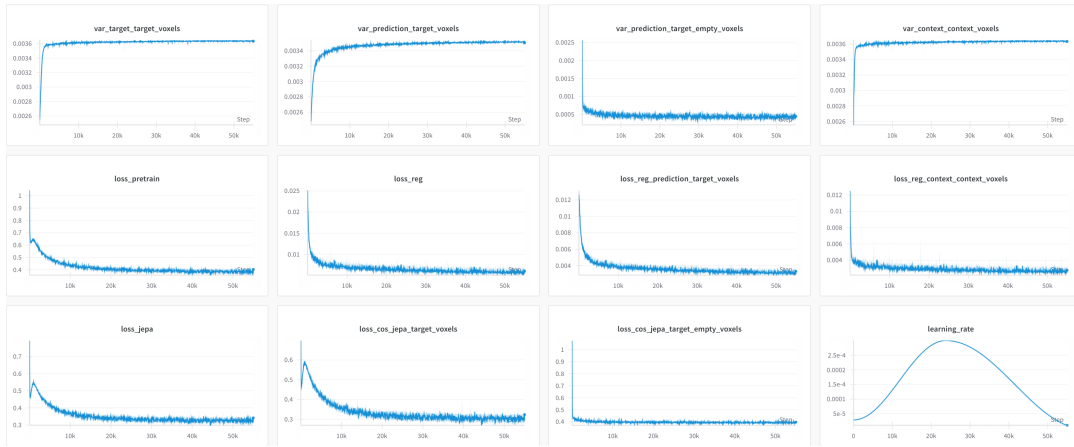 var_target_target_voxels
0.0036
0.0034
0.0032
0.003
0.0028
0.0026
Step
10k 20k 30k 40k 50k
var_prediction_target_voxels
0.0034
0.0032
0.003
0.0028
0.0026
Step
10k 20k 30k 40k 50k
var_prediction_target_empty_voxels
0.0025
0.002
0.0015
0.001
0.0005
Step
10k 20k 30k 40k 50k
var_context_context_voxels
0.0036
0.0034
0.0032
0.003
0.0028
0.0026
Step
10k 20k 30k 40k 50k
loss_pretrain
1
0.9
0.8
0.7
0.6
0.5
0.4
Step
10k 20k 30k 40k 50k
loss_reg
0.025
0.02
0.015
0.01
Step
10k 20k 30k 40k 50k
loss_reg_prediction_target_voxels
0.012
0.01
0.008
0.006
0.004
Step
10k 20k 30k 40k 50k
loss_reg_context_context_voxels
0.012
0.01
0.008
0.006
0.004
Step
10k 20k 30k 40k 50k
loss_jepa
0.7
0.6
0.5
0.4
0.3
Step
10k 20k 30k 40k 50k
loss_cos_jepa_target_voxels
0.6
0.5
0.4
0.3
Step
10k 20k 30k 40k 50k
loss_cos_jepa_target_empty_voxels
1
0.9
0.8
0.7
0.6
0.5
0.4
Step
10k 20k 30k 40k 50k
learning_rate
2.5e-4
0.0002
1.5e-4
0.0001
5e-5
Step
0 10k 20k 30k 40k 50k